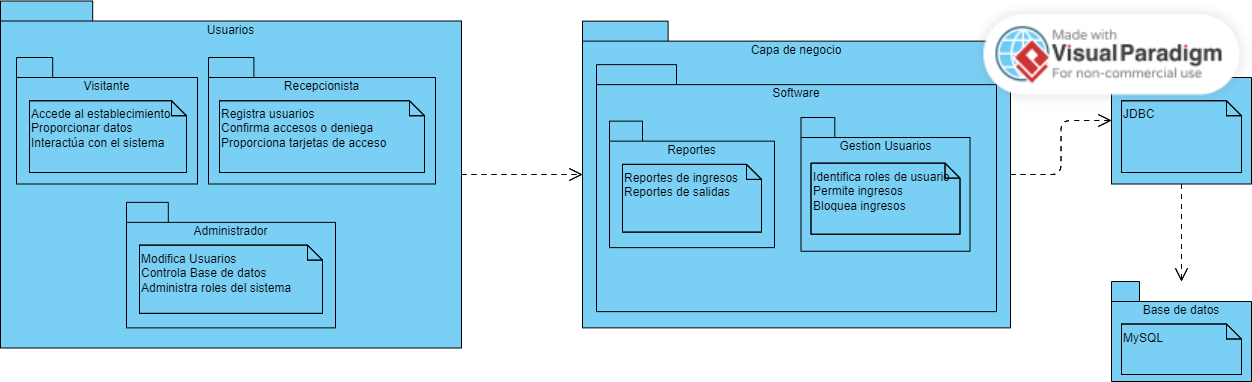 Usuarios
Visitante
Accede al establecimiento
Proporcionar datos
Interactúa con el sistema
Recepcionista
Registra usuarios
Confirma accesos o deniega
Proporciona tarjetas de acceso
Administrador
Modifica Usuarios
Controla Base de datos
Administra roles del sistema
Capa de negocio
Software
Reportes
Reportes de ingresos
Reportes de salidas
Gestion Usuarios
Identifica roles de usuario
Permite ingresos
Bloquea ingresos
Made with
VisualParadigm
For non-commercial use
JDBC
Base de datos
MySQL